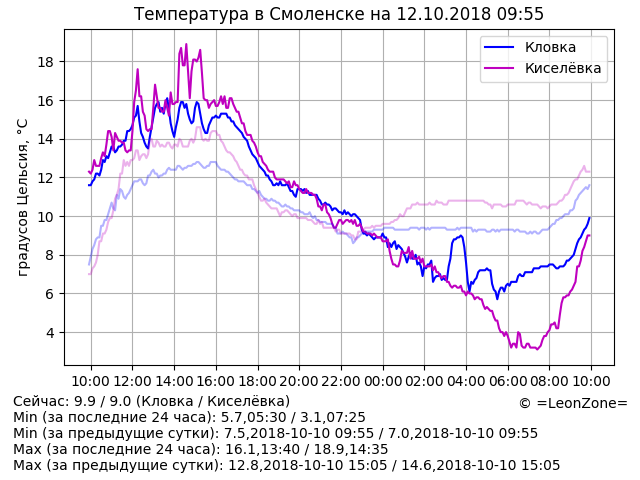 Температура в Смоленске на 12.10.2018 09:55
градусов Цельсия, °C
18
16
14
12
10
8
6
4
Кловка
Киселёвка
10:00 12:00 14:00 16:00 18:00 20:00 22:00 00:00 02:00 04:00 06:00 08:00 10:00
Сейчас: 9.9 / 9.0 (Кловка / Киселёвка)
© =LeonZone=
Min (за последние 24 часа): 5.7,05:30 / 3.1,07:25
Min (за предыдущие сутки): 7.5,2018-10-10 09:55 / 7.0,2018-10-10 09:55
Max (за последние 24 часа): 16.1,13:40 / 18.9,14:35
Max (за предыдущие сутки): 12.8,2018-10-10 15:05 / 14.6,2018-10-10 15:05